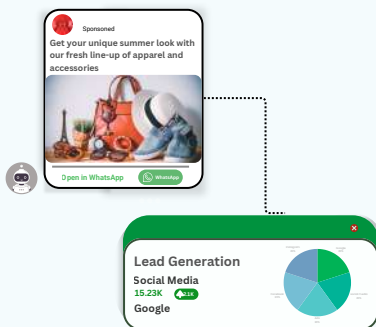 Sponsored
Get your unique summer look with
our fresh line-up of apparel and
accessories
Open in WhatsApp
WhatsApp
Lead Generation
Social Media
15.23K
Google